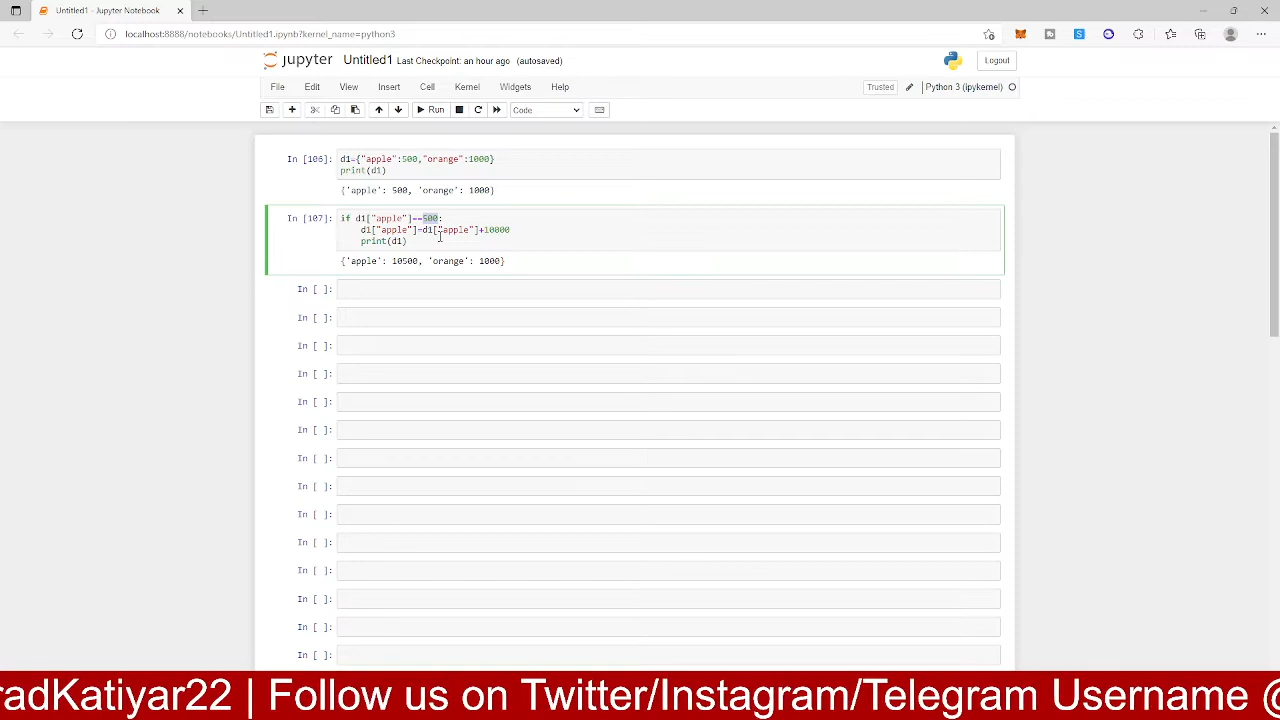 Untitled1 - Jupyter Notebook
localhost:8888/notebooks/Untitled1.ipynb?kernel_name=python3
jupyter Untitled1 Last Checkpoint: an hour ago (autosaved)
Logout
File Edit View Insert Cell Kernel Widgets Help
Trusted
Python 3 (ipykernel)
Run
Code
In [106]: d1={"apple":500,"orange":1000}
print(d1)
{'apple': 500, 'orange': 1000}
In [107]: if d1["apple"]==500:
d1["apple"]=d1["apple"]+10000
print(d1)
{'apple': 10500, 'orange': 1000}
In [ ]:
In [ ]:
In [ ]:
In [ ]:
In [ ]:
In [ ]:
In [ ]:
In [ ]:
In [ ]:
In [ ]:
In [ ]:
In [ ]:
In [ ]:
In [ ]:
radKatiyar22 | Follow us on Twitter/Instagram/Telegram Username @